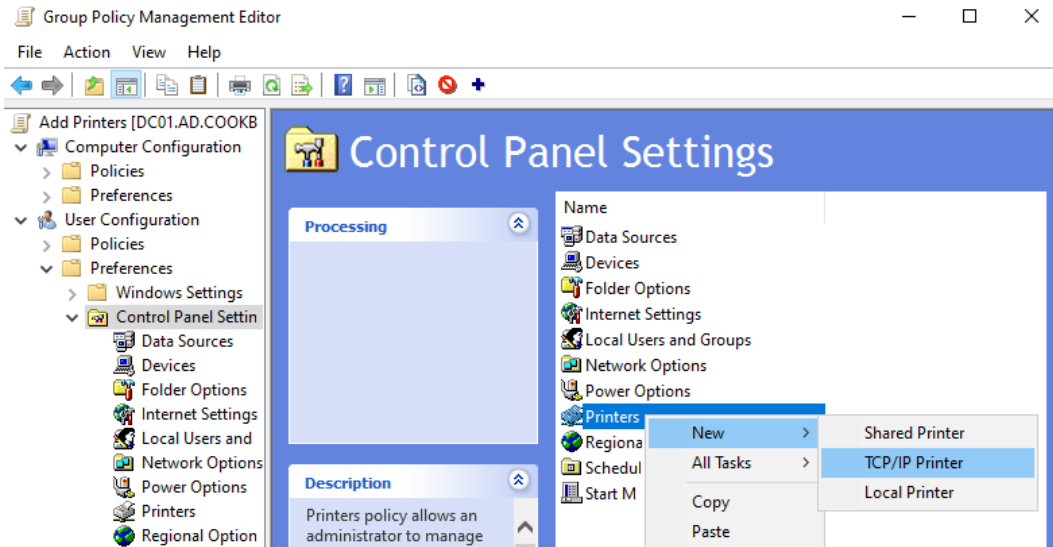 Group Policy Management Editor
File Action View Help
Add Printers [DC01.AD.COOKB
Computer Configuration
Policies
Preferences
User Configuration
Policies
Preferences
Windows Settings
Control Panel Settin
Data Sources
Devices
Folder Options
Internet Settings
Local Users and
Network Options
Power Options
Printers
Regional Option
Control Panel Settings
Processing
Description
Printers policy allows an
administrator to manage
Name
Data Sources
Devices
Folder Options
Internet Settings
Local Users and Groups
Network Options
Power Options
Printers
Regiona
Schedul
Start M
New
All Tasks
Copy
Paste
Shared Printer
TCP/IP Printer
Local Printer